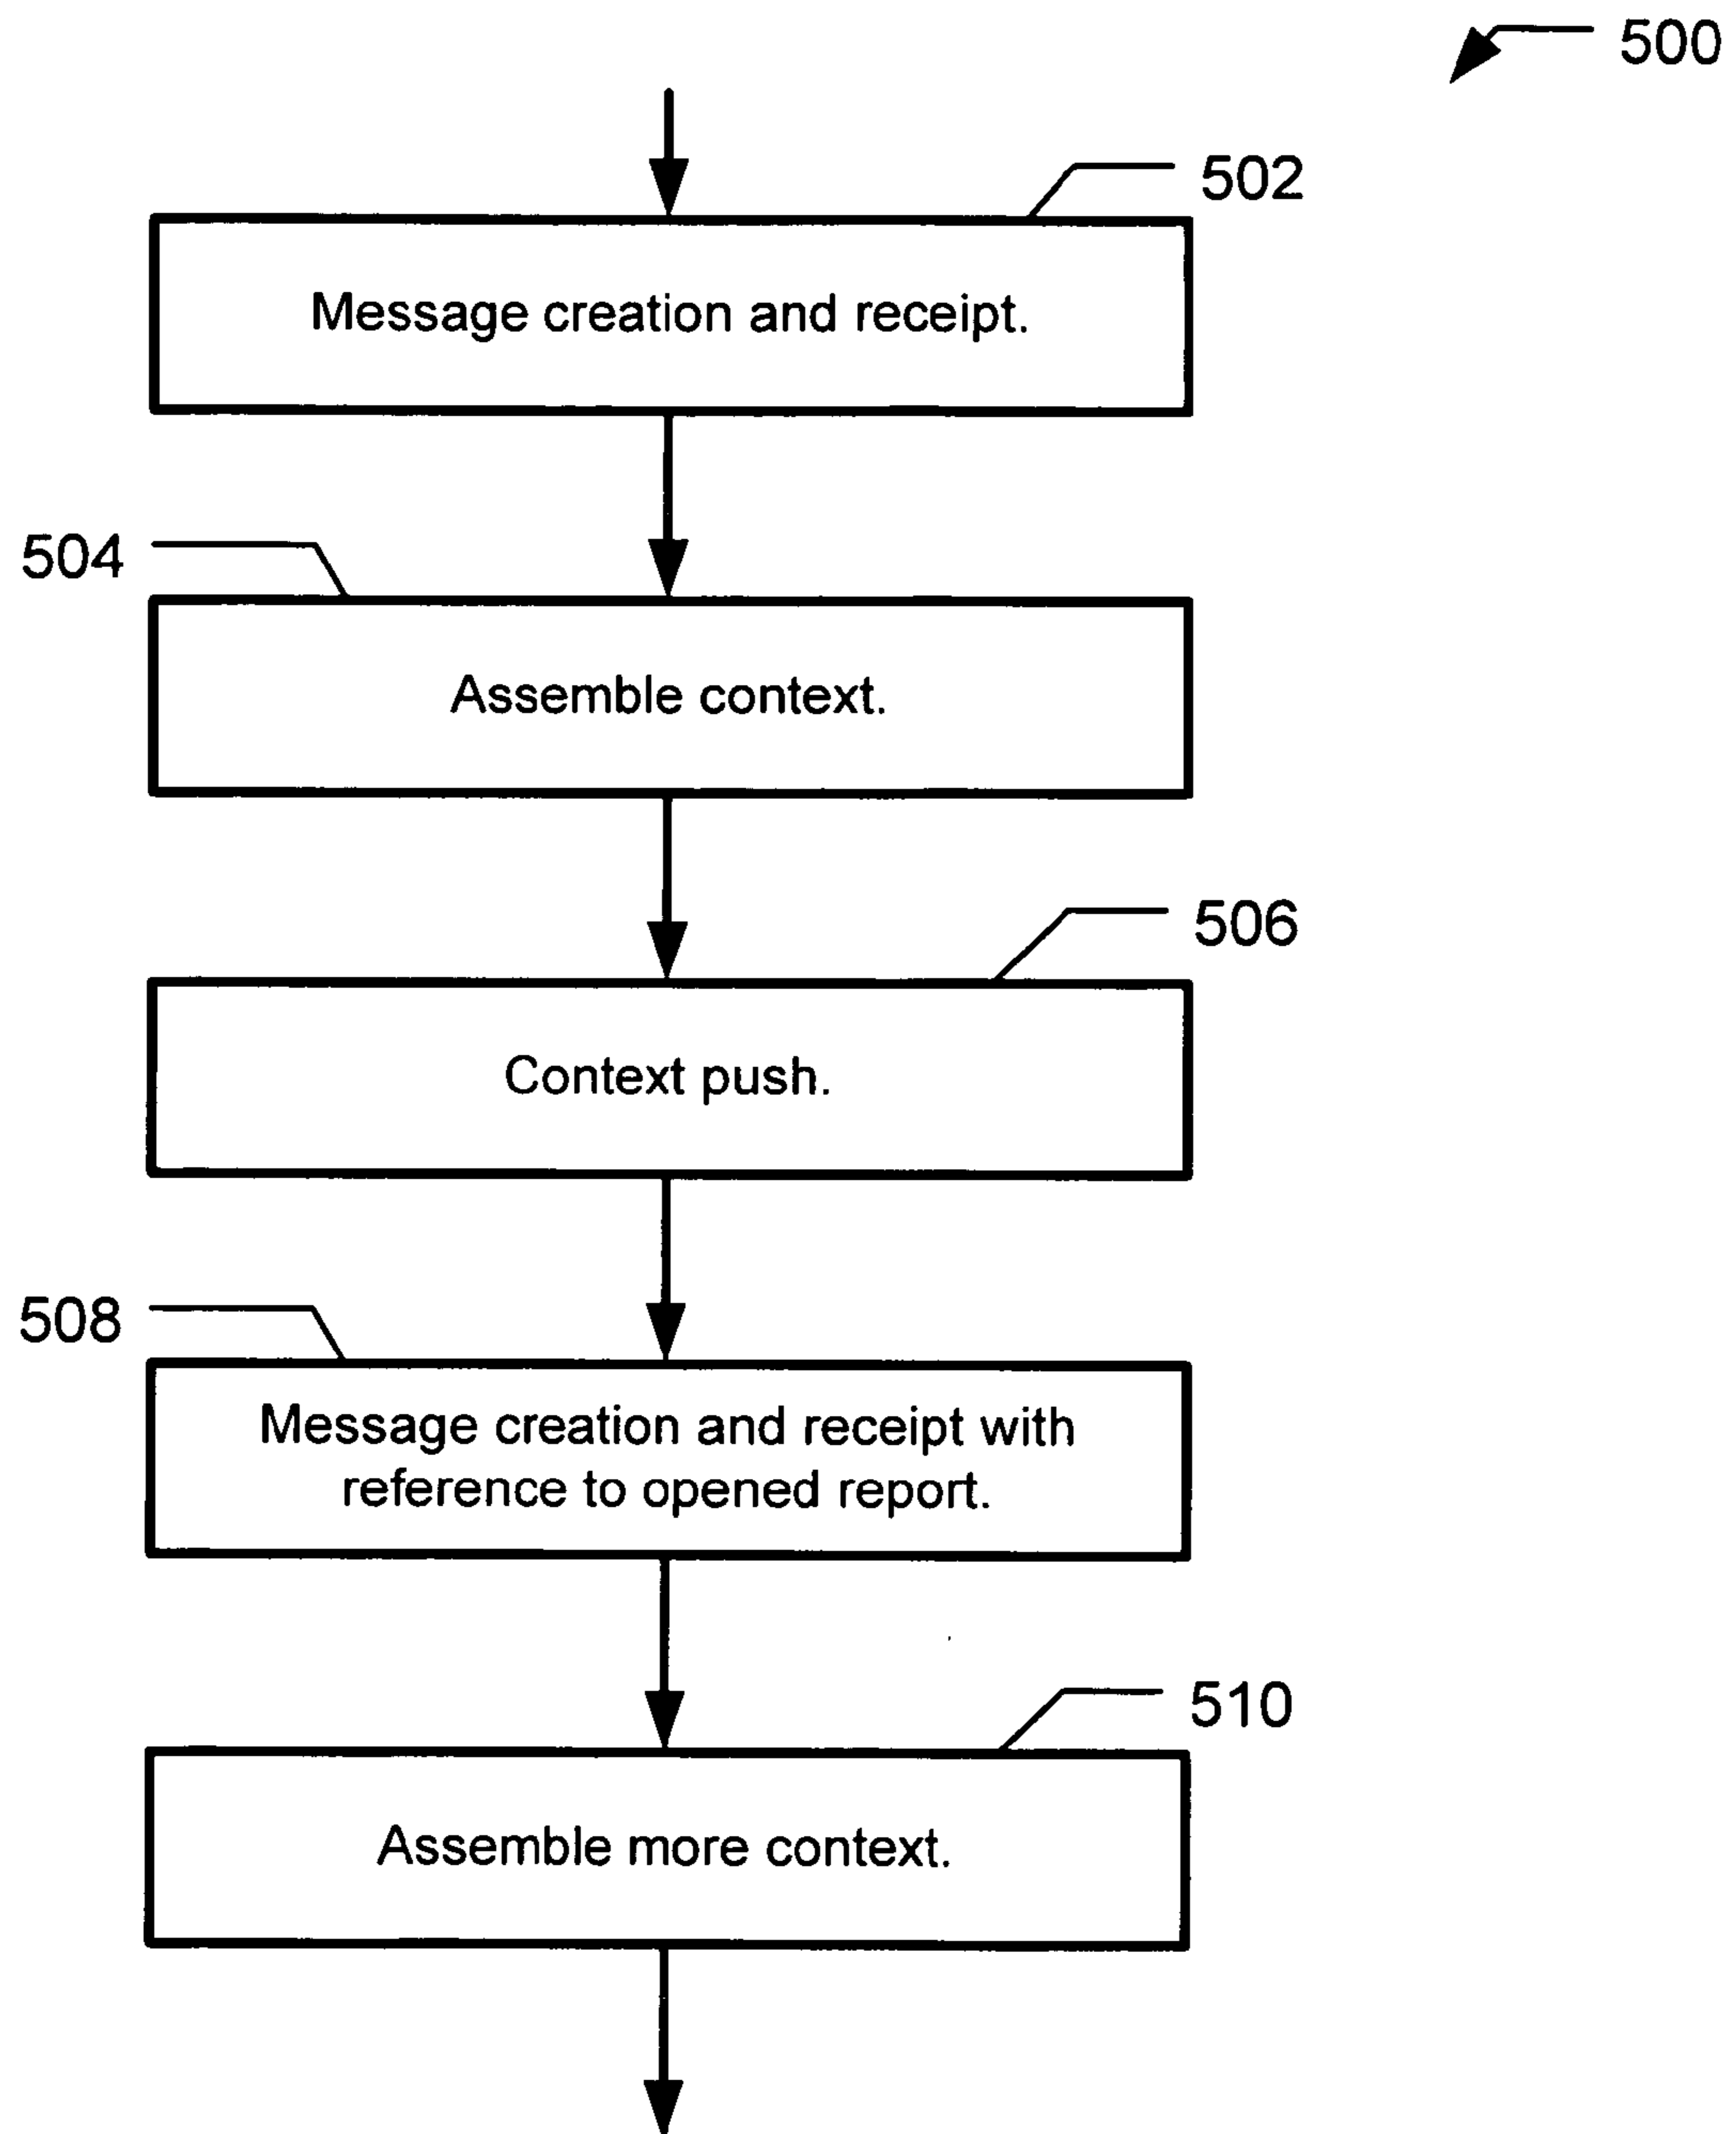 500
502
Message creation and receipt.
504
Assemble context.
506
Context push.
508
Message creation and receipt with
reference to opened report.
510
Assemble more context.